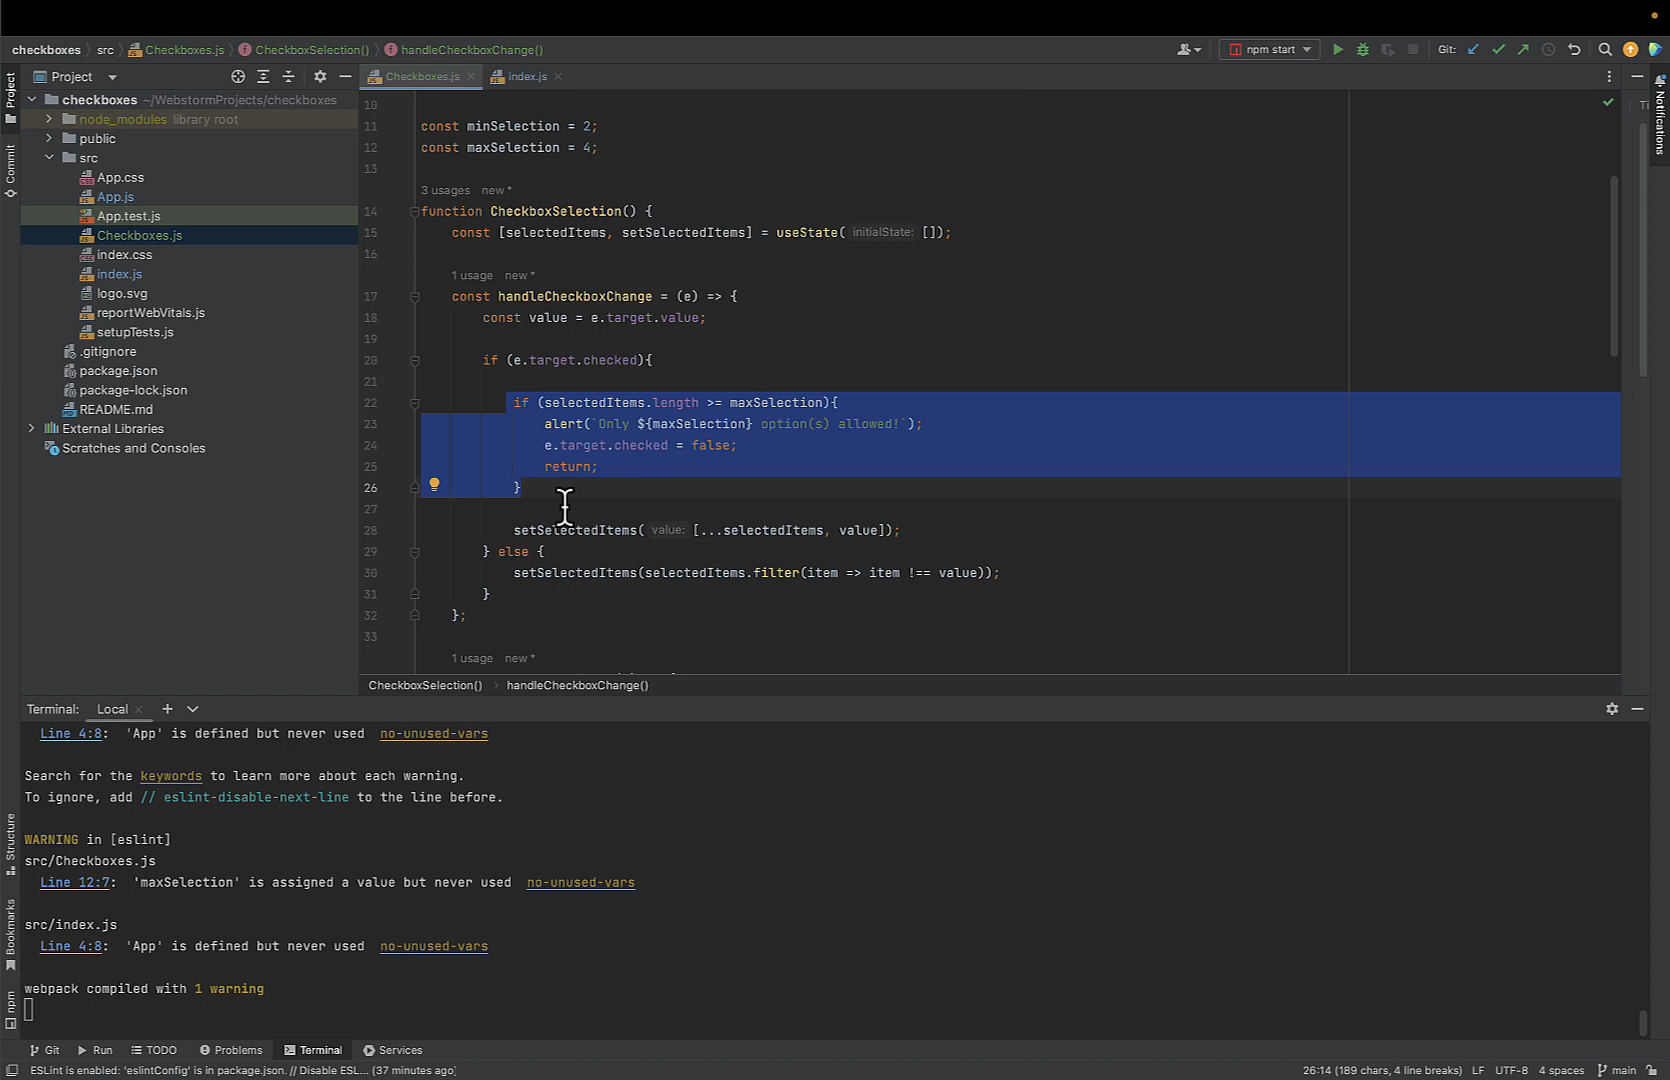 checkboxes src Checkboxes.js CheckboxSelection() handleCheckboxChange() npm start Git:
Project Checkboxes.js index.js
checkboxes ~/WebstormProjects/checkboxes
node_modules library root
public
src
App.css
App.js
App.test.js
Checkboxes.js
index.css
index.js
logo.svg
reportWebVitals.js
setupTests.js
.gitignore
package.json
package-lock.json
README.md
External Libraries
Scratches and Consoles
Project
Commit
Structure
Bookmarks
npm
Notifications
10
11 const minSelection = 2;
12 const maxSelection = 4;
13
3 usages new *
14 function CheckboxSelection() {
15 const [selectedItems, setSelectedItems] = useState( initialState: []);
16
1 usage new *
17 const handleCheckboxChange = (e) => {
18 const value = e.target.value;
19
20 if (e.target.checked){
21
22 if (selectedItems.length >= maxSelection){
23 alert(`Only ${maxSelection} option(s) allowed!`);
24 e.target.checked = false;
25 return;
26 }
27
28 setSelectedItems( value: [...selectedItems, value]);
29 } else {
30 setSelectedItems(selectedItems.filter(item => item !== value));
31 }
32 };
33
1 usage new *
CheckboxSelection() handleCheckboxChange()
Terminal: Local
Line 4:8: 'App' is defined but never used no-unused-vars
Search for the keywords to learn more about each warning.
To ignore, add // eslint-disable-next-line to the line before.
WARNING in [eslint]
src/Checkboxes.js
Line 12:7: 'maxSelection' is assigned a value but never used no-unused-vars
src/index.js
Line 4:8: 'App' is defined but never used no-unused-vars
webpack compiled with 1 warning
Git Run TODO Problems Terminal Services
ESLint is enabled: 'eslintConfig' is in package.json. // Disable ESL... (37 minutes ago) 26:14 (189 chars, 4 line breaks) LF UTF-8 4 spaces main